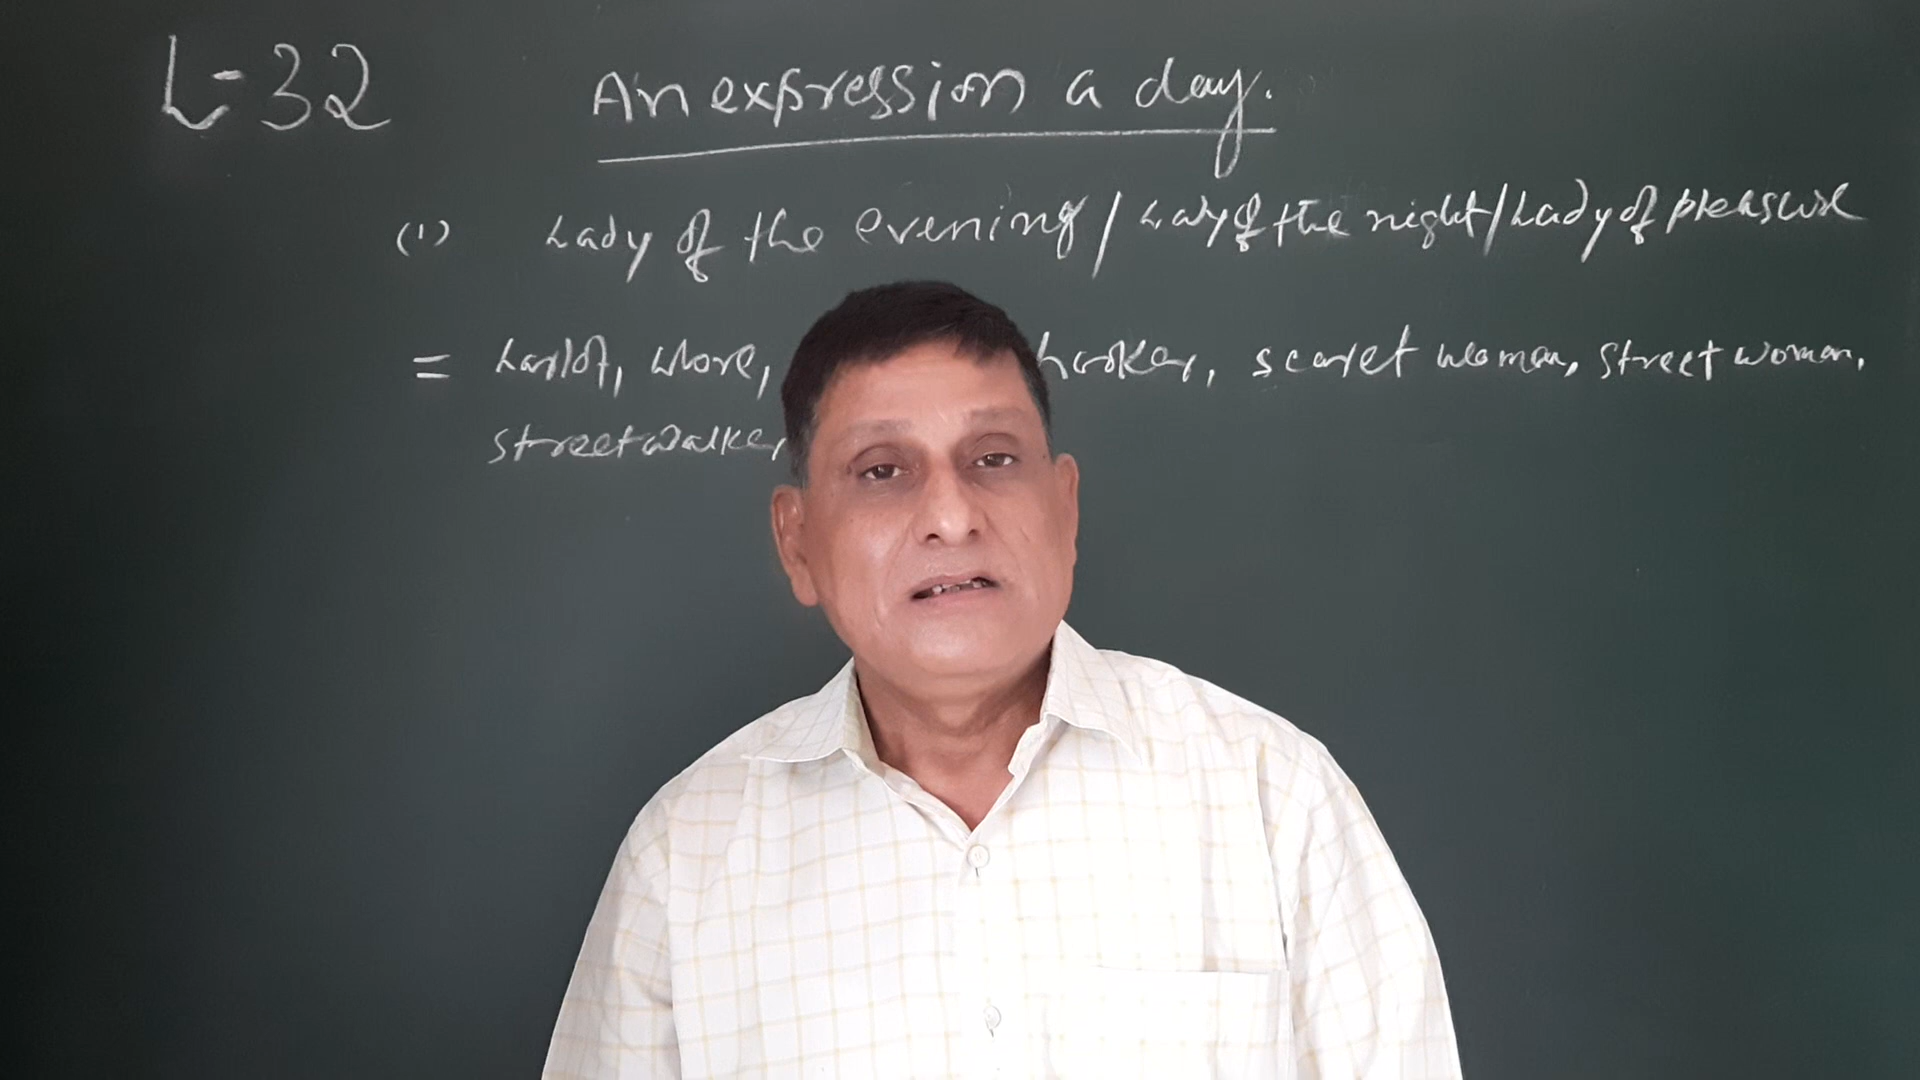 L-32
An expression a day.
(1) Lady of the evening / Lady of the night / Lady of pleasure
= harlot, whore, hooker, scarlet woman, street woman,
streetwalker